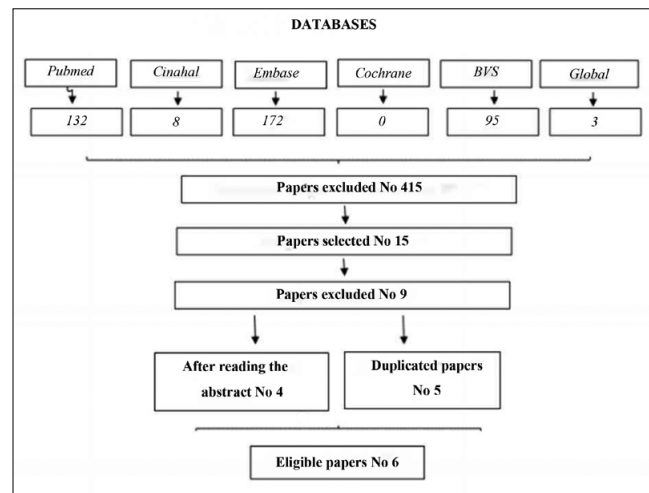 DATABASES
Pubmed Cinahal Embase Cochrane BVS Global
132 8 172 0 95 3
Papers excluded No 415
Papers selected No 15
Papers excluded No 9
After reading the
abstract No 4
Duplicated papers
No 5
Eligible papers No 6